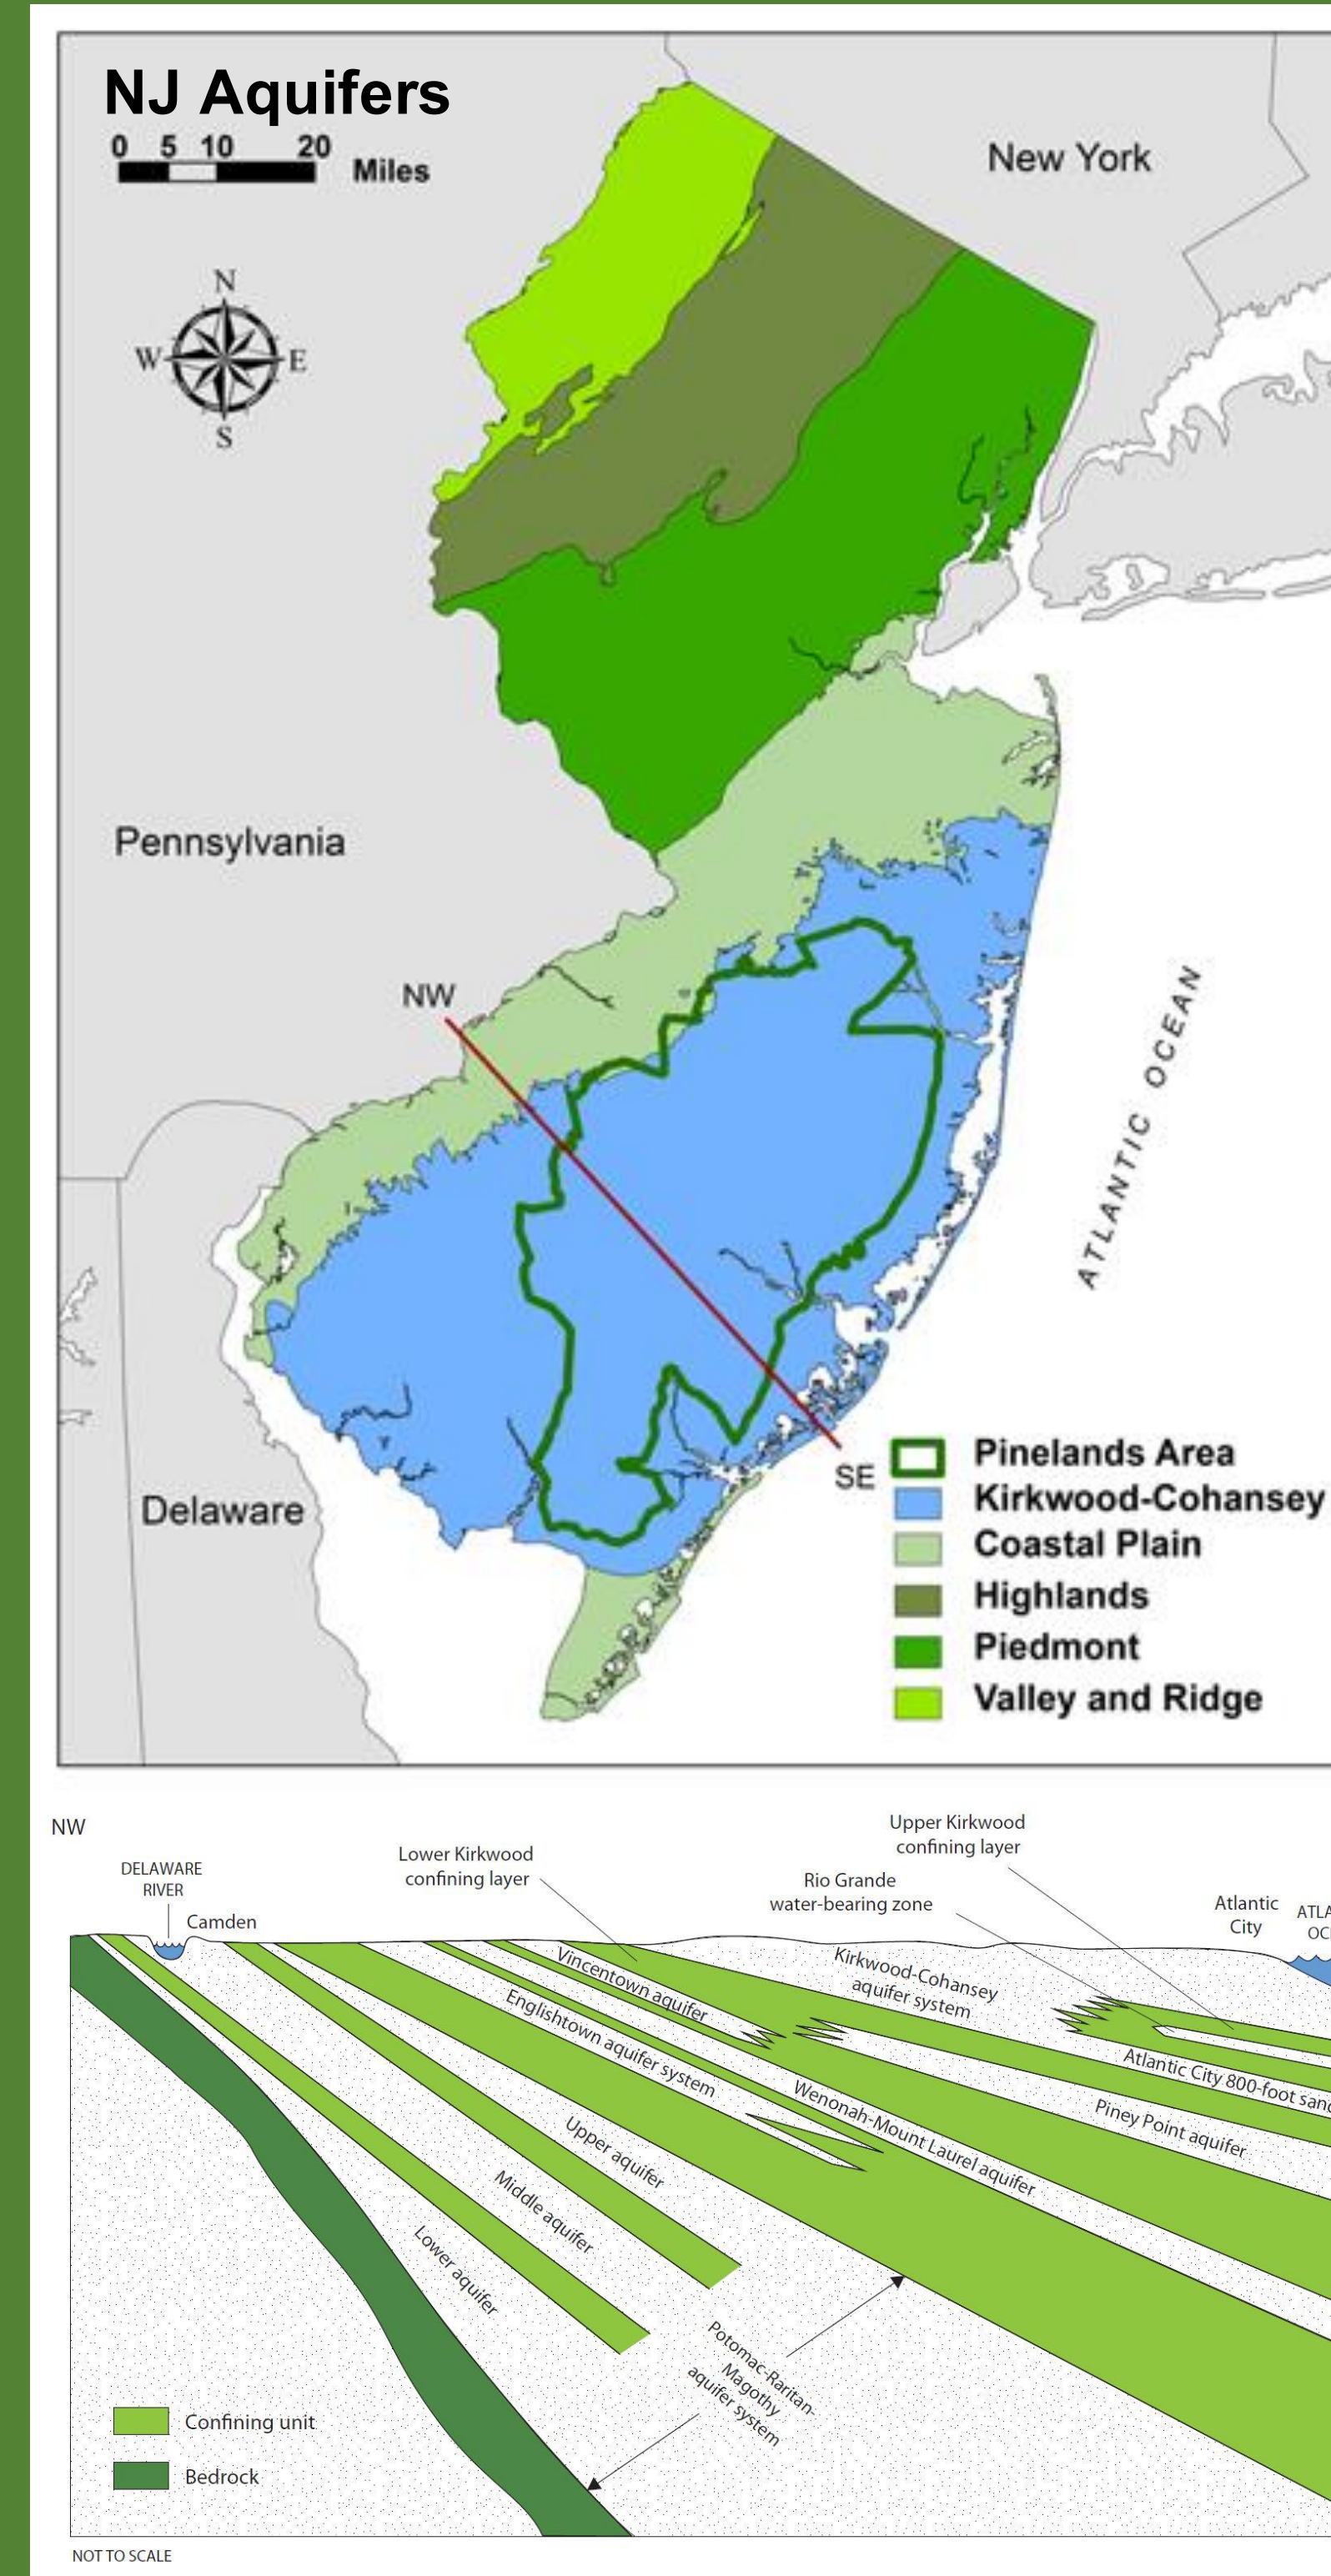 NJ Aquifers
0 5 10 20
Miles
New York
N
W E
S
Pennsylvania
NW
ATLANTIC OCEAN
SE
Delaware
Pinelands Area
Kirkwood-Cohansey
Coastal Plain
Highlands
Piedmont
Valley and Ridge
NW
DELAWARE
RIVER
Camden
Lower Kirkwood
confining layer
Upper Kirkwood
confining layer
Rio Grande
water-bearing zone
Atlantic
City
Vincentown aquifer
Kirkwood-Cohansey
aquifer system
Englishtown aquifer system
Atlantic City 800-foot
Wenonah-Mount Laurel aquifer
Piney Point aquifer
Upper aquifer
Middle aquifer
Lower aquifer
Potomac-Raritan-
Magothy
aquifer system
Confining unit
Bedrock
NOT TO SCALE